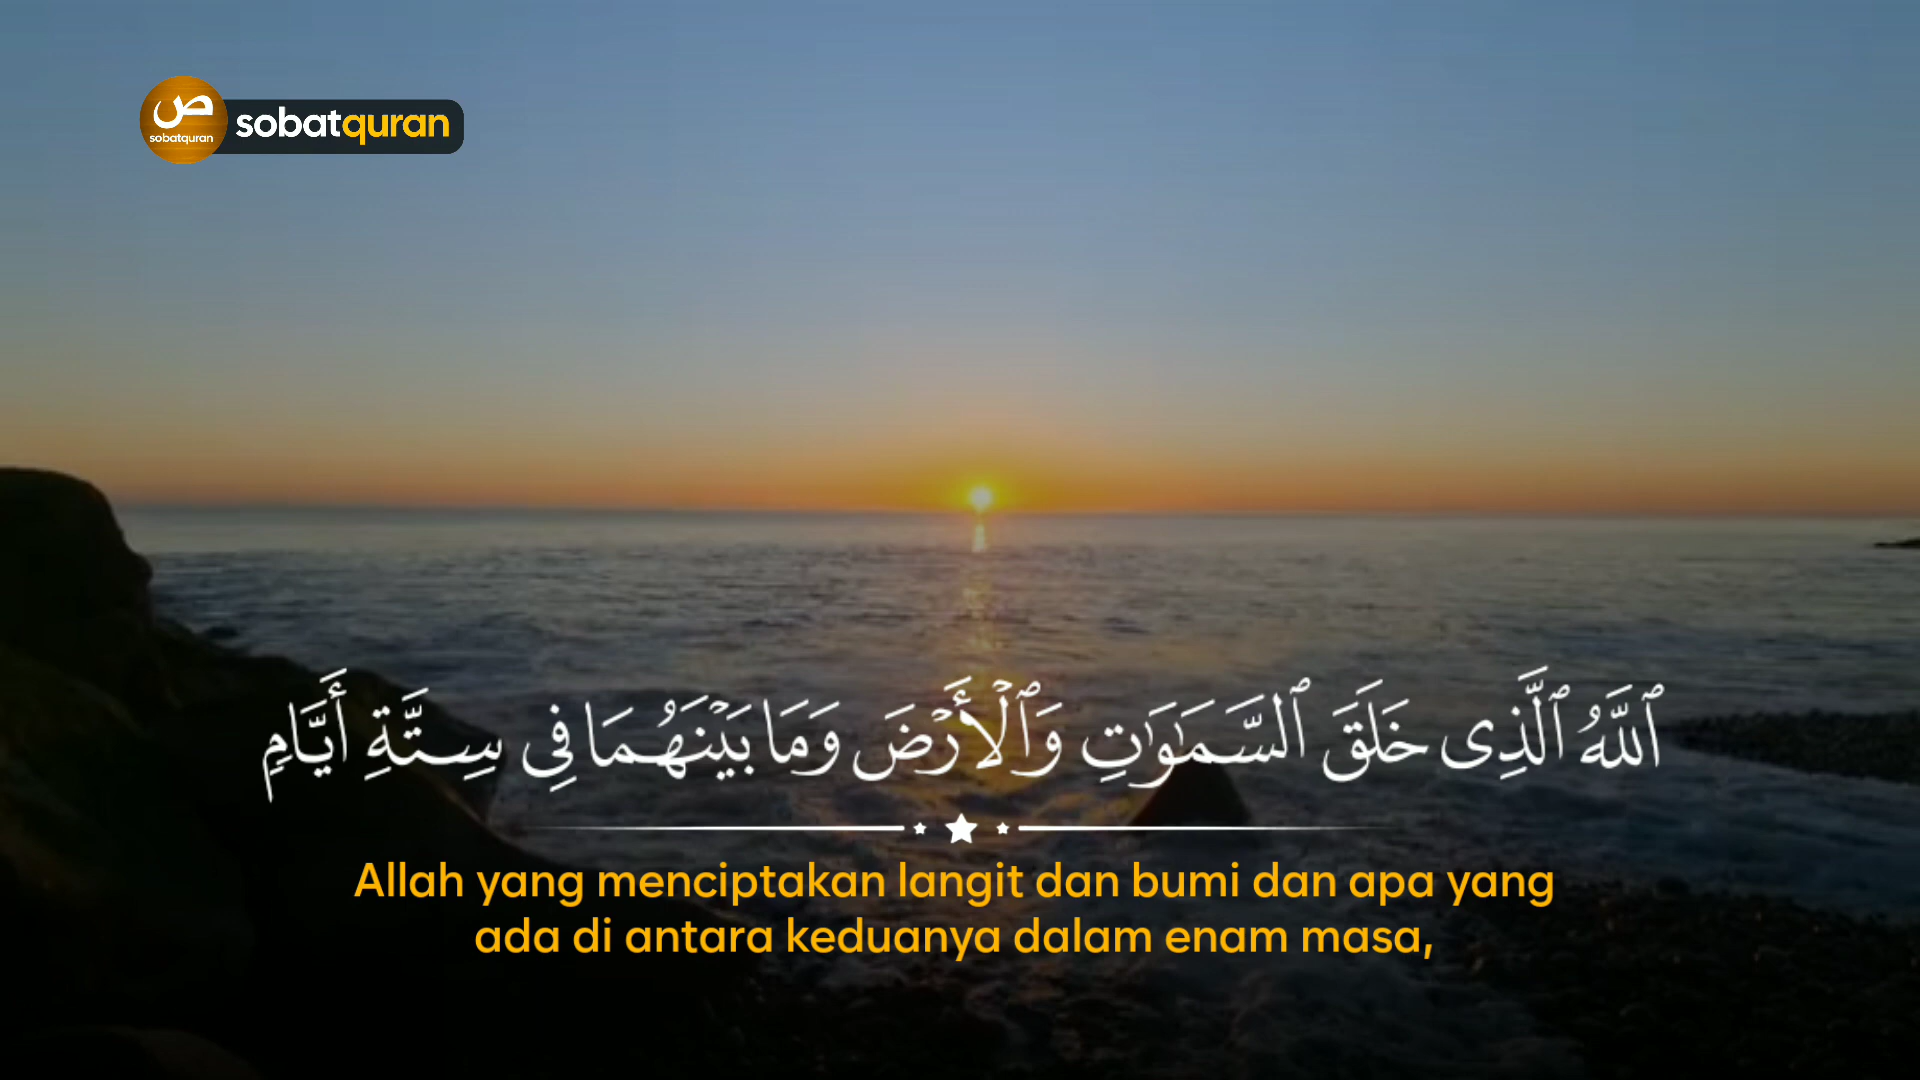 ص
sobatquran
sobatquran
ٱللَّهُ ٱلَّذِى خَلَقَ ٱلسَّمَـٰوَٰتِ وَٱلْأَرْضَ وَمَا بَيْنَهُمَا فِى سِتَّةِ أَيَّامٍ
Allah yang menciptakan langit dan bumi dan apa yang
ada di antara keduanya dalam enam masa,